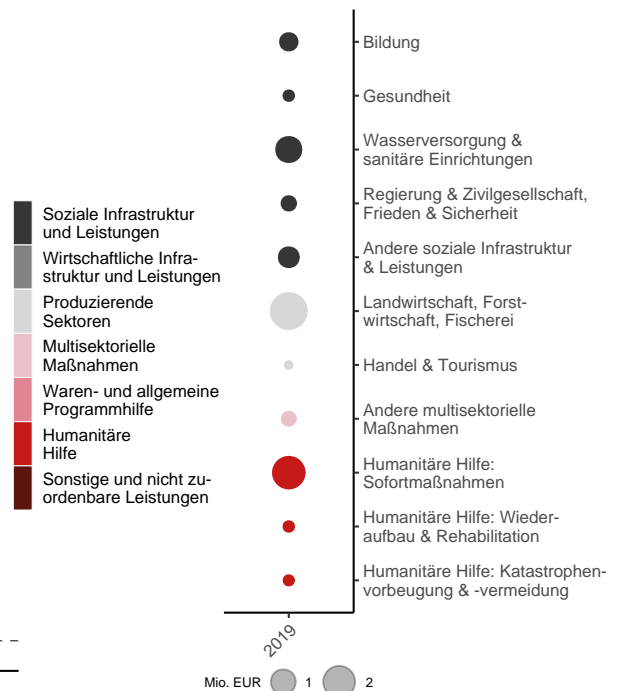 Bildung
Gesundheit
Wasserversorgung &
sanitäre Einrichtungen
Regierung & Zivilgesellschaft,
Frieden & Sicherheit
Andere soziale Infrastruktur
& Leistungen
Landwirtschaft, Forst-
wirtschaft, Fischerei
Handel & Tourismus
Andere multisektorielle
Maßnahmen
Humanitäre Hilfe:
Sofortmaßnahmen
Humanitäre Hilfe: Wieder-
aufbau & Rehabilitation
Humanitäre Hilfe: Katastrophen-
vorbeugung & -vermeidung
Soziale Infrastruktur
und Leistungen
Wirtschaftliche Infra-
struktur und Leistungen
Produzierende
Sektoren
Multisektorielle
Maßnahmen
Waren- und allgemeine
Programmhilfe
Humanitäre
Hilfe
Sonstige und nicht zu-
ordenbare Leistungen
2019
Mio. EUR 1 2